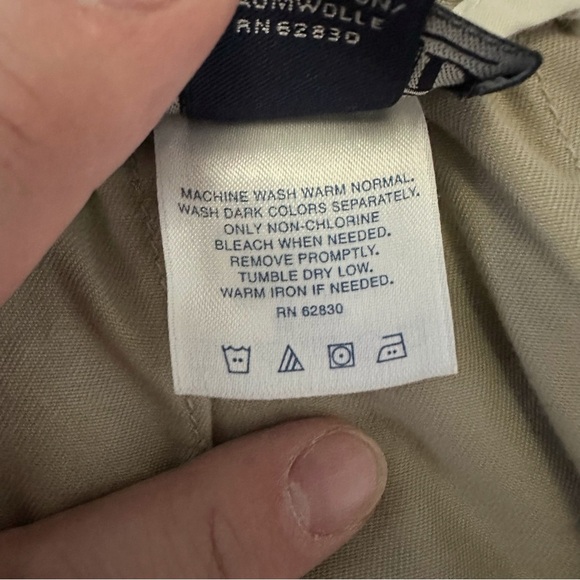 RN 62830
MACHINE WASH WARM NORMAL.
WASH DARK COLORS SEPARATELY.
ONLY NON-CHLORINE
BLEACH WHEN NEEDED.
REMOVE PROMPTLY.
TUMBLE DRY LOW.
WARM IRON IF NEEDED.
RN 62830